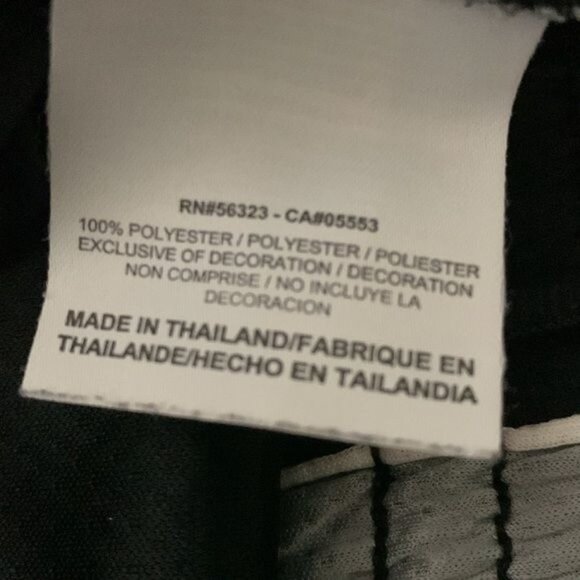 RN#56323 - CA#05553
100% POLYESTER / POLYESTER / POLIESTER
EXCLUSIVE OF DECORATION / DECORATION
NON COMPRISE / NO INCLUYE LA
DECORACION
MADE IN THAILAND/FABRIQUE EN
THAILANDE/HECHO EN TAILANDIA